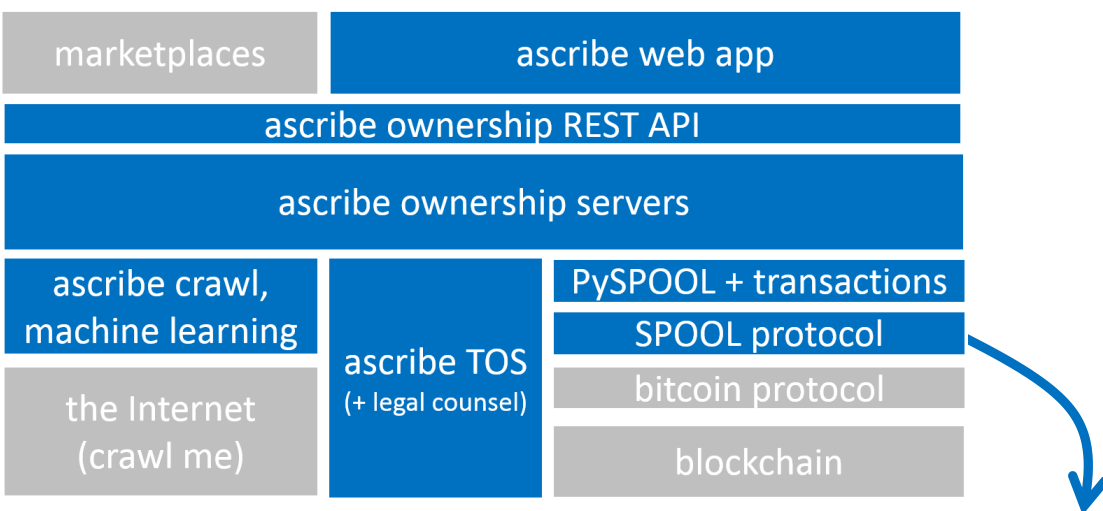 marketplaces
ascribe web app
ascribe ownership REST API
ascribe ownership servers
ascribe crawl,
machine learning
the Internet
(crawl me)
ascribe TOS
(+ legal counsel)
PySPOOL + transactions
SPOOL protocol
bitcoin protocol
blockchain